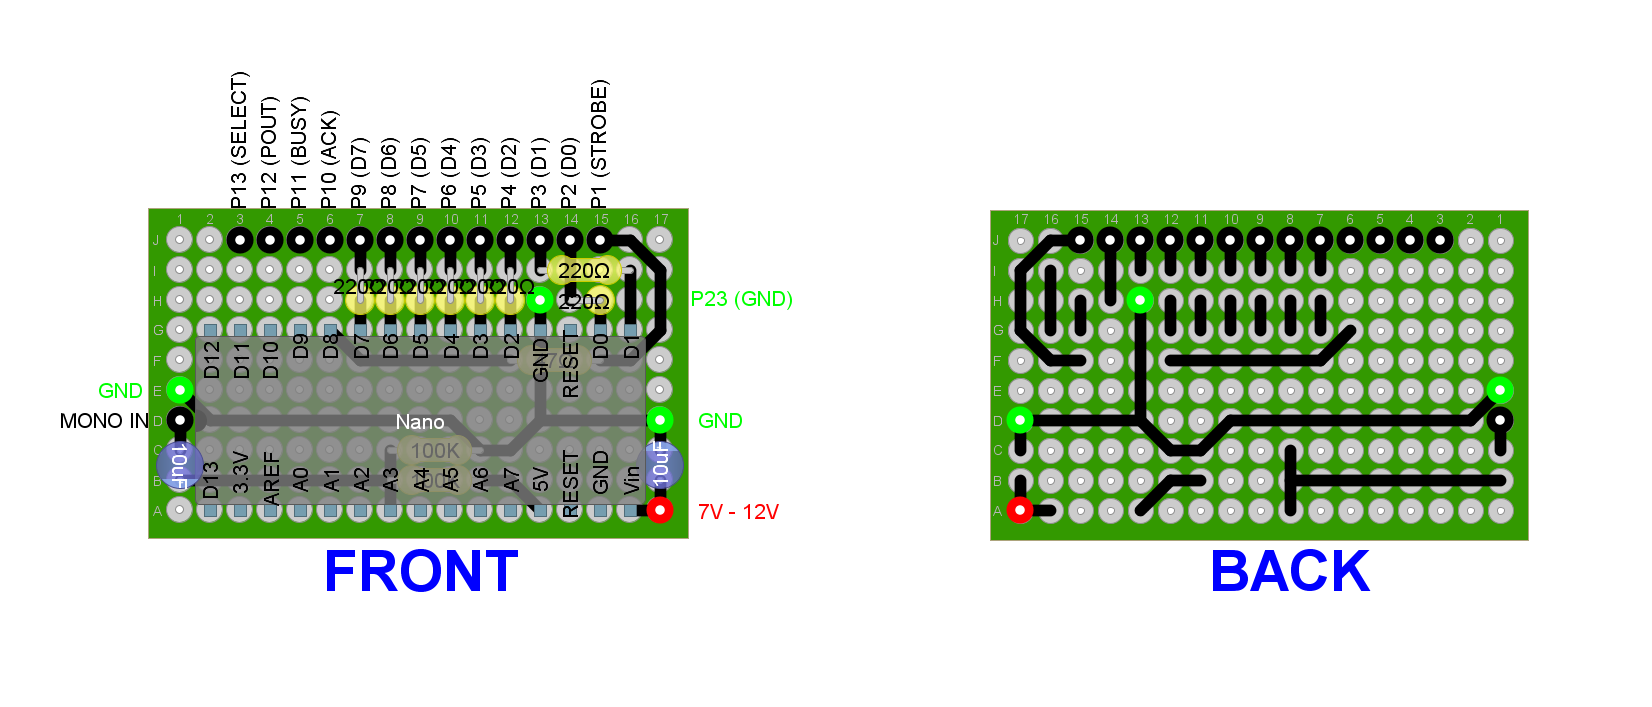 P13 (SELECT)
P12 (POUT)
P11 (BUSY)
P10 (ACK)
P9 (D7)
P8 (D6)
P7 (D5)
P6 (D4)
P5 (D3)
P4 (D2)
P3 (D1)
P2 (D0)
P1 (STROBE)
1 2 3 4 5 6 7 8 9 10 11 12 13 14 15 16 17
J
I
H
G
F
E
D
C
B
A
220Ω
220Ω
220Ω
220Ω
P23 (GND)
D12
D11
D10
D9
D8
D7
D6
D5
D4
D3
D2
GND
RESET
D0
D1
GND
MONO IN
Nano
GND
100K
10uF
10uF
D13
3.3V
AREF
A0
A1
A2
A3
A4
A5
A6
A7
5V
RESET
GND
Vin
7V - 12V
FRONT
17 16 15 14 13 12 11 10 9 8 7 6 5 4 3 2 1
J
I
H
G
F
E
D
C
B
A
BACK